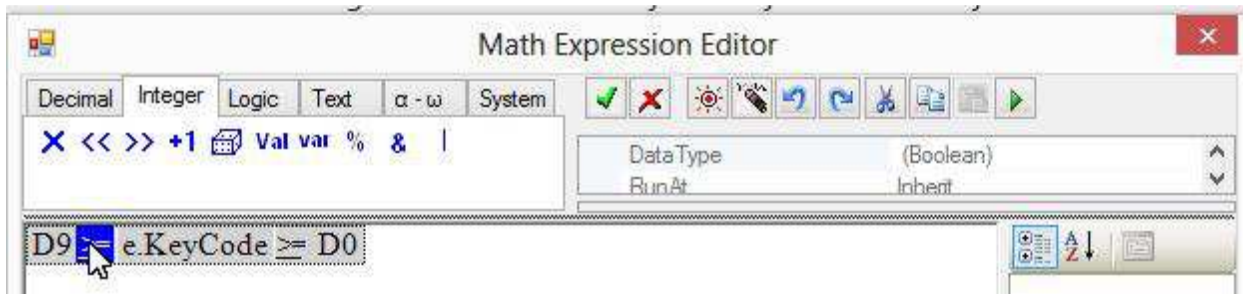 Math Expression Editor
Decimal Integer Logic Text α - ω System
X << >> +1 Val var % & |
DataType (Boolean)
RunAt Inherit
D9 >= e.KeyCode >= D0